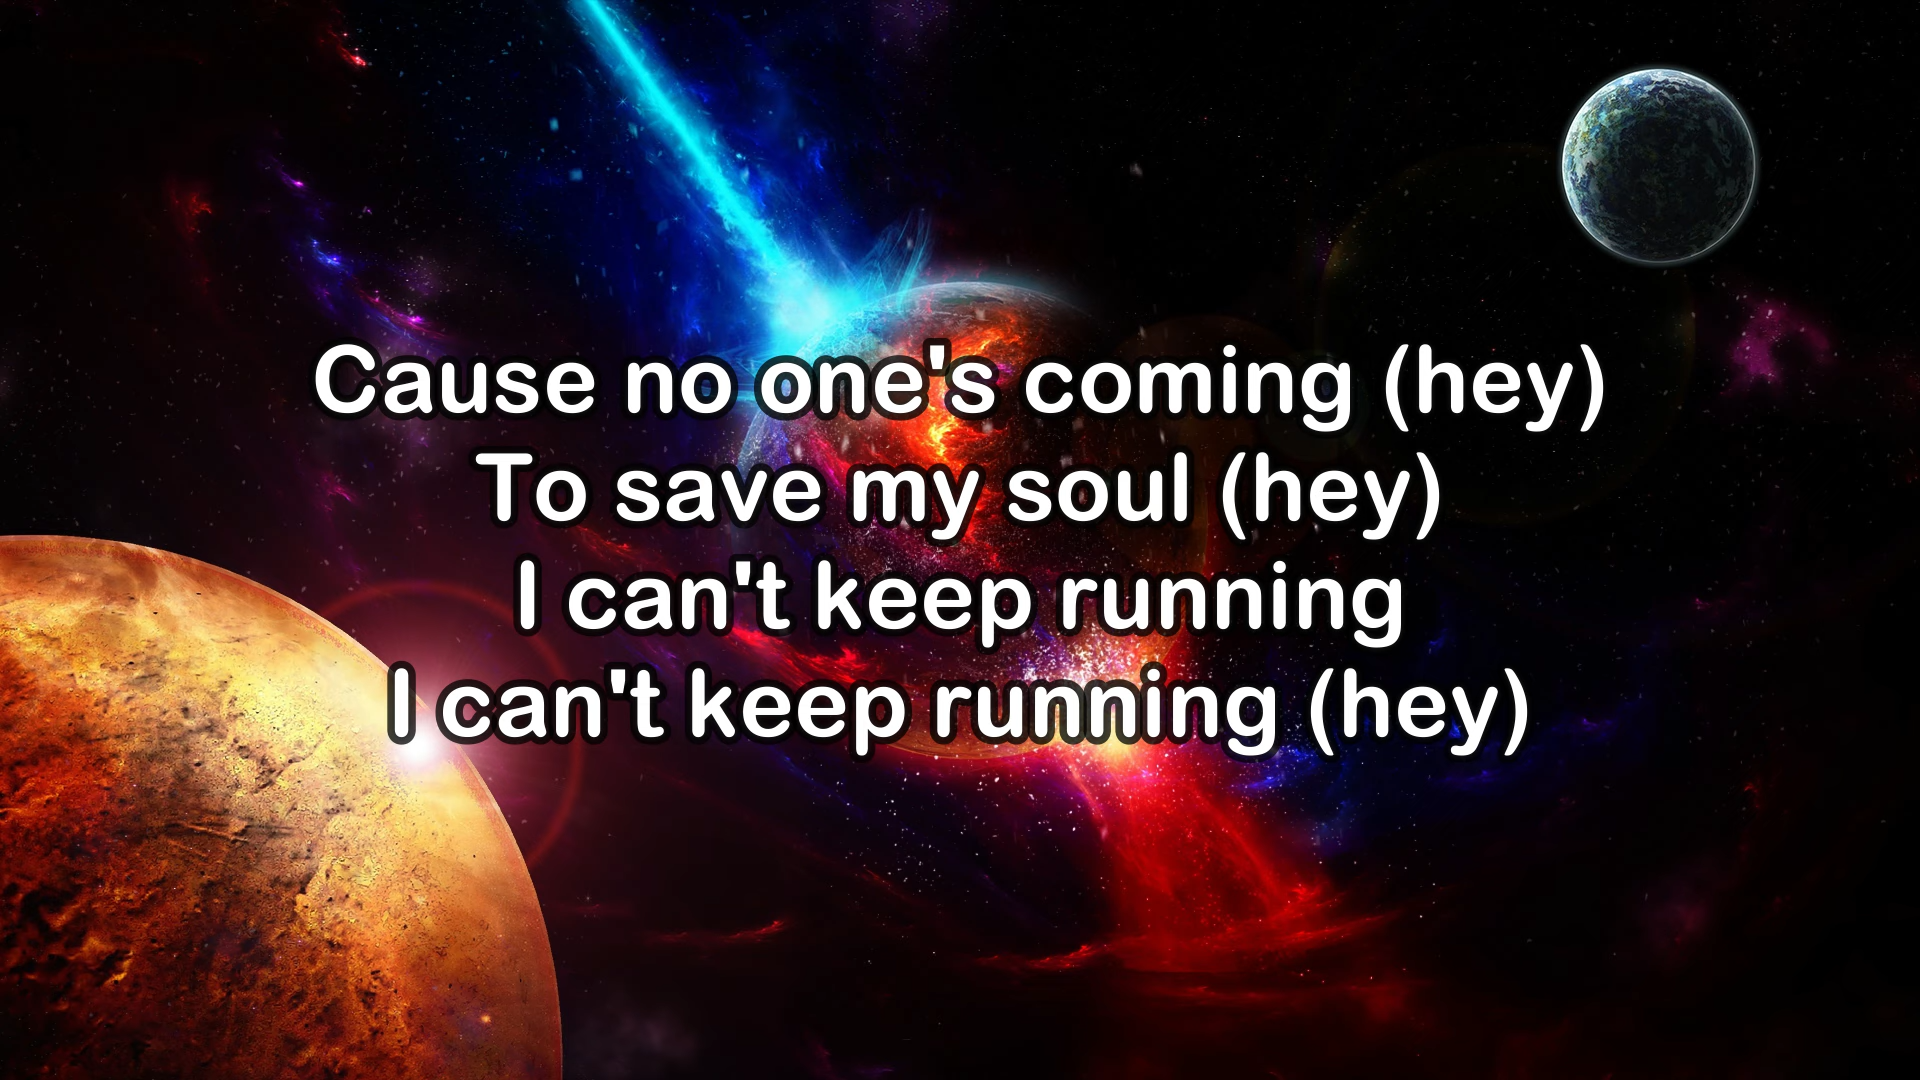 Cause no one's coming (hey)
To save my soul (hey)
I can't keep running
I can't keep running (hey)